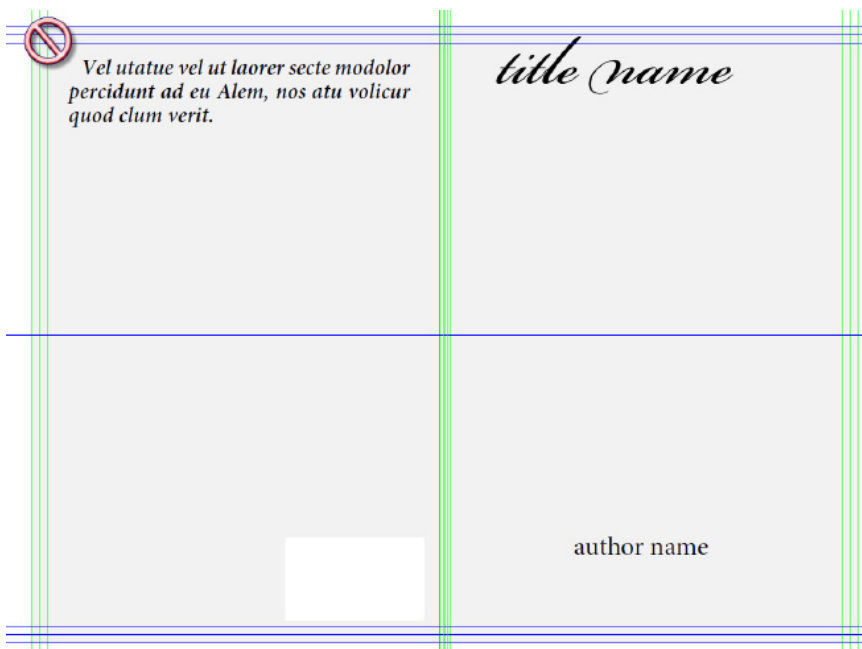 Vel utatue vel ut laorer secte modolor
percidunt ad eu Alem, nos atu volicur
quod clum verit.
title name
author name